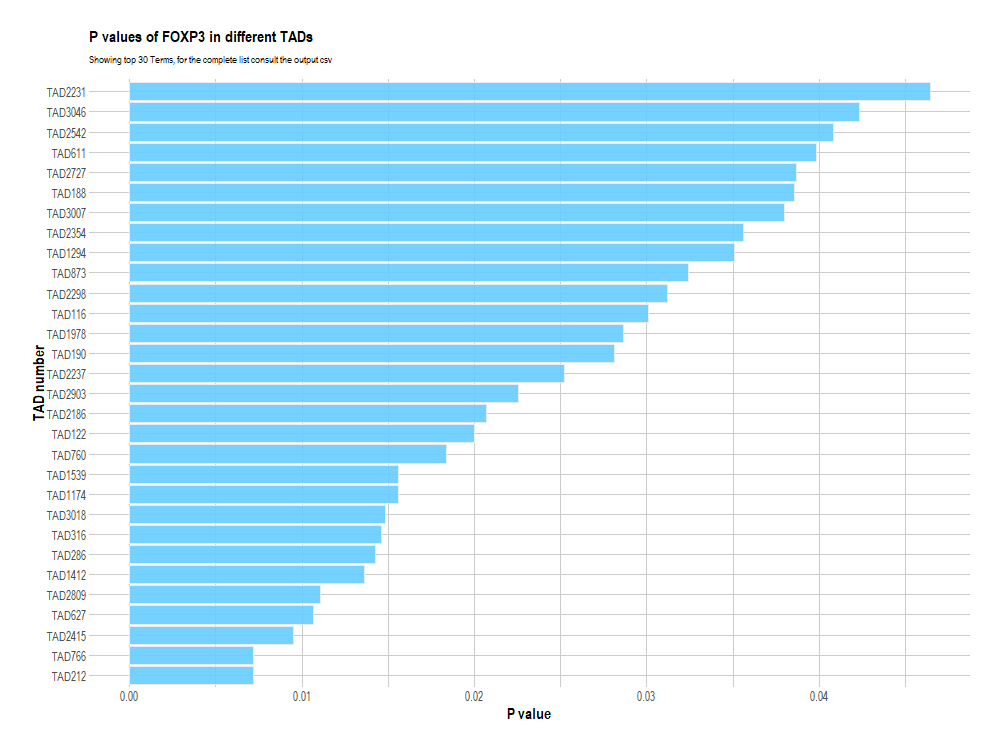 P values of FOXP3 in different TADs
Showing top 30 Terms, for the complete list consult the output csv
TAD2231
TAD3046
TAD2542
TAD611
TAD2727
TAD188
TAD3007
TAD2354
TAD1294
TAD873
TAD2298
TAD116
TAD1978
TAD190
TAD2237
TAD2903
TAD2186
TAD122
TAD760
TAD1539
TAD1174
TAD3018
TAD316
TAD286
TAD1412
TAD2809
TAD627
TAD2415
TAD766
TAD212
TAD number
0.00 0.01 0.02 0.03 0.04
P value